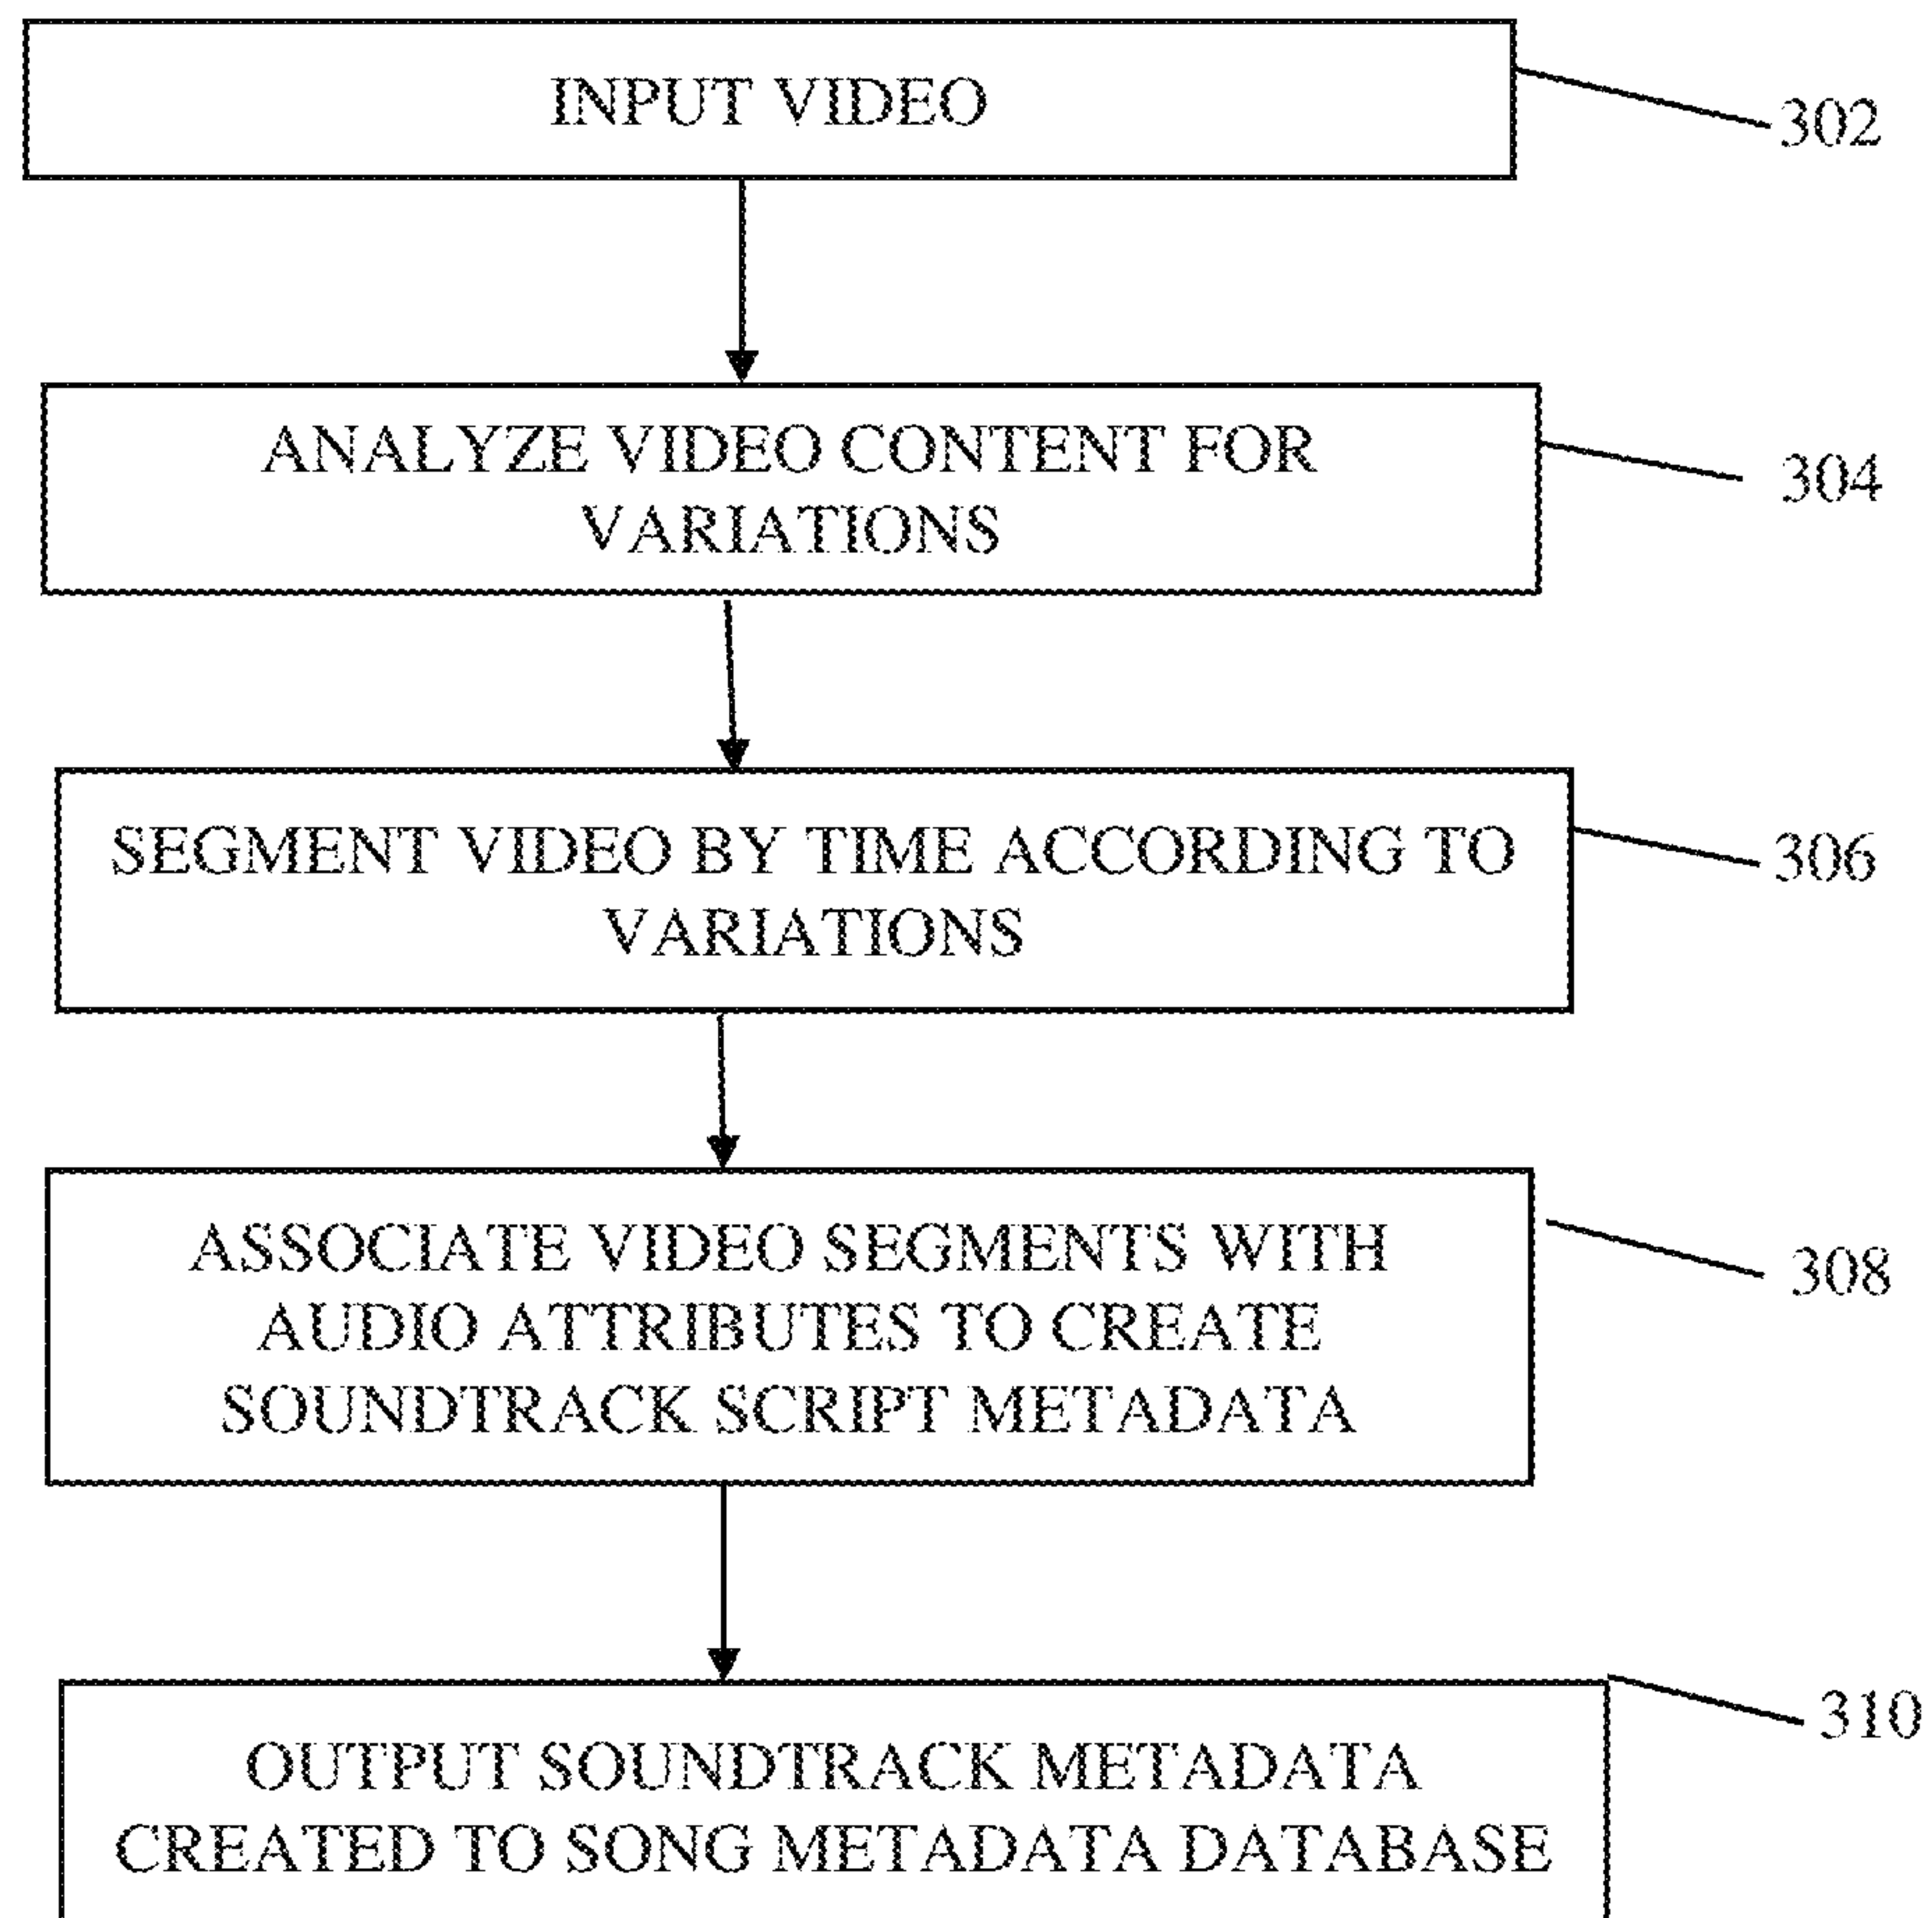 INPUT VIDEO
302
ANALYZE VIDEO CONTENT FOR
VARIATIONS
304
SEGMENT VIDEO BY TIME ACCORDING TO
VARIATIONS
306
ASSOCIATE VIDEO SEGMENTS WITH
AUDIO ATTRIBUTES TO CREATE
SOUNDTRACK SCRIPT METADATA
308
OUTPUT SOUNDTRACK METADATA
CREATED TO SONG METADATA DATABASE
310